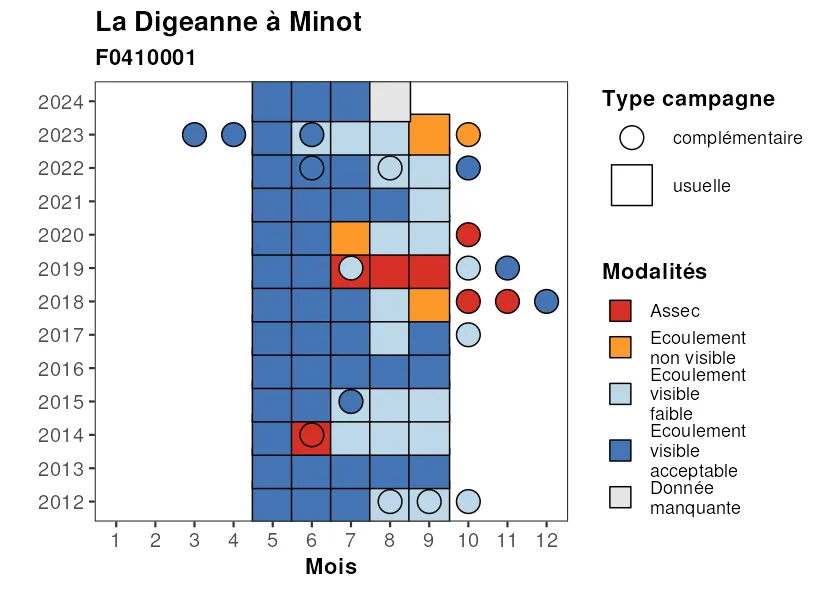 La Digeanne à Minot
F0410001
2024
2023
2022
2021
2020
2019
2018
2017
2016
2015
2014
2013
2012
1 2 3 4 5 6 7 8 9 10 11 12
Mois
Type campagne
complémentaire
usuelle
Modalités
Assec
Ecoulement
non visible
Ecoulement
visible
faible
Ecoulement
visible
acceptable
Donnée
manquante